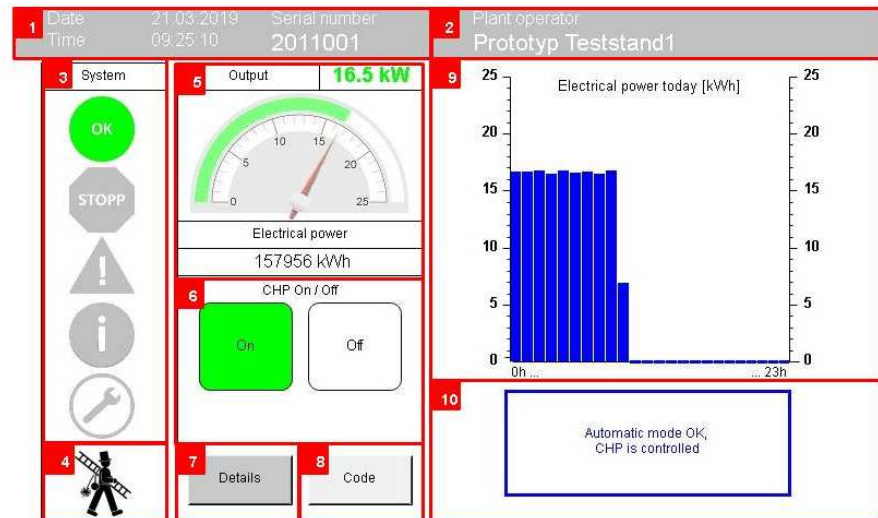 1
Date 21.03.2019 Serial number
Time 09:25:10 2011001
2
Plant operator
Prototyp Teststand1
3 System
OK
STOPP
!
i
4
5 Output 16.5 kW
0 5 10 15 20 25
Electrical power
157956 kWh
6 CHP On / Off
On Off
7 Details
8 Code
9
Electrical power today [kWh]
25 25
20 20
15 15
10 10
5 5
0 0
0h ... ... 23h
10
Automatic mode OK,
CHP is controlled